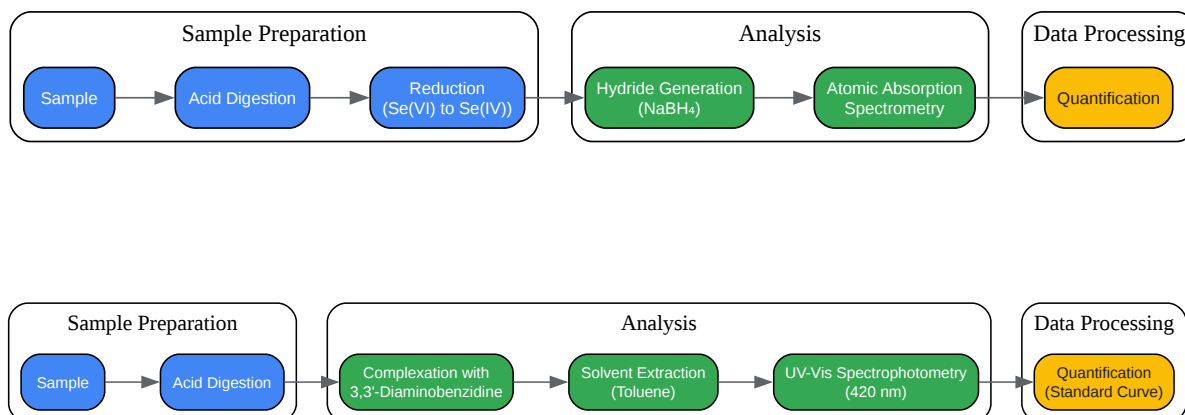 Sample Preparation
Sample
Acid Digestion
Reduction
(Se(VI) to Se(IV))
Analysis
Hydride Generation
(NaBH₄)
Atomic Absorption
Spectrometry
Data Processing
Quantification
Sample Preparation
Sample
Acid Digestion
Analysis
Complexation with
3,3'-Diaminobenzidine
Solvent Extraction
(Toluene)
UV-Vis Spectrophotometry
(420 nm)
Data Processing
Quantification
(Standard Curve)